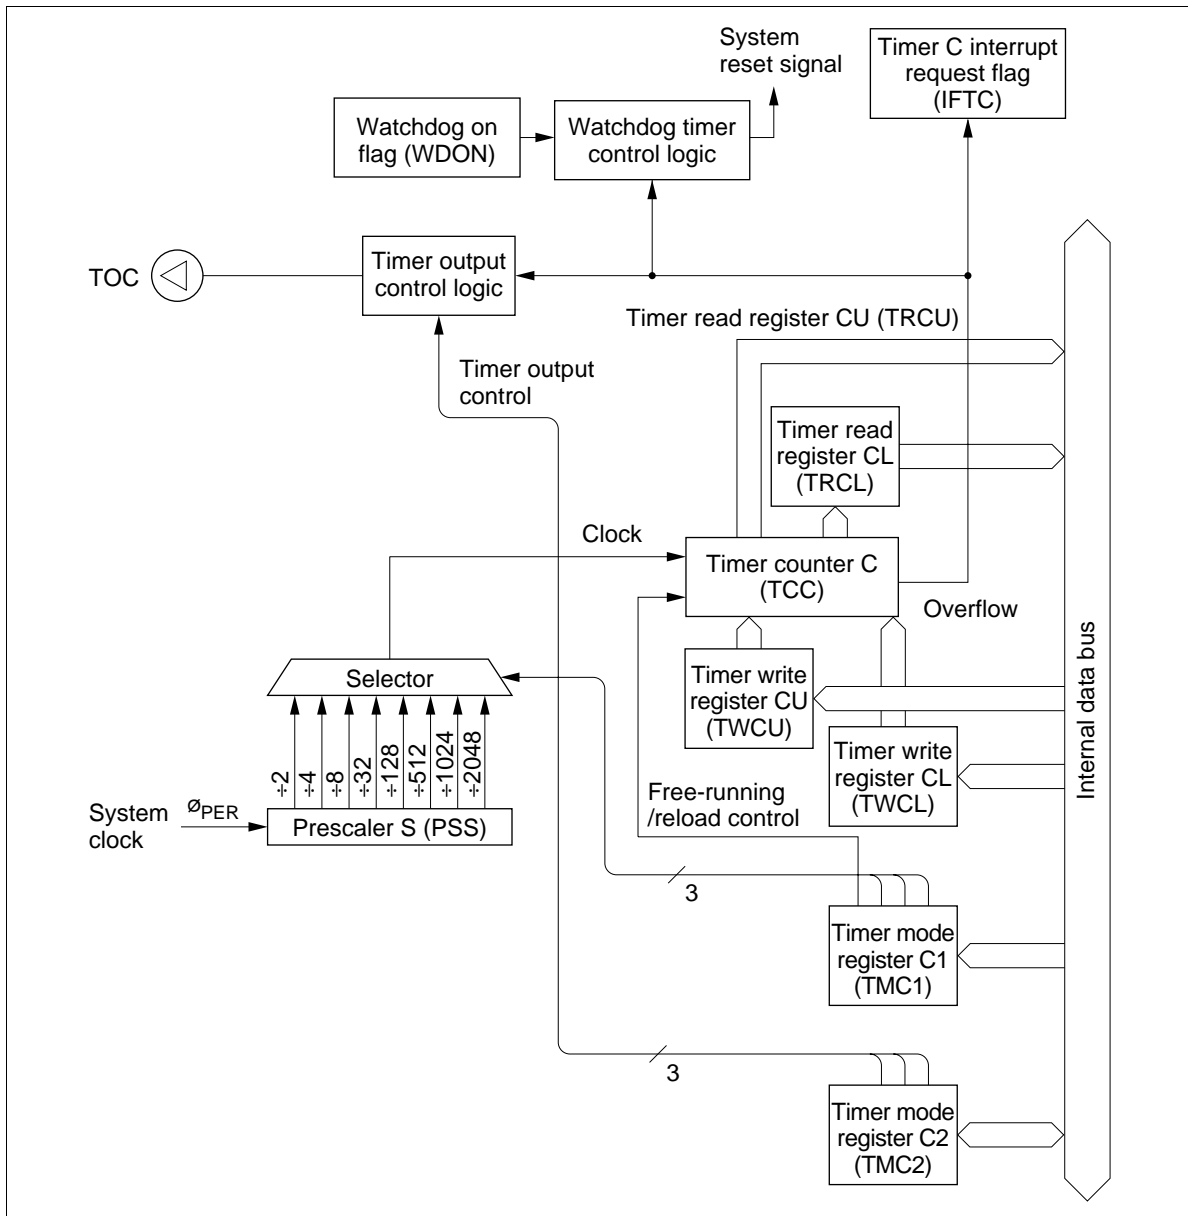 System
reset signal
Timer C interrupt
request flag
(IFTC)
Watchdog on
flag (WDON)
Watchdog timer
control logic
TOC
Timer output
control logic
Timer read register CU (TRCU)
Timer output
control
Timer read
register CL
(TRCL)
Clock
Timer counter C
(TCC)
Overflow
Internal data bus
Selector
Timer write
register CU
(TWCU)
Timer write
register CL
(TWCL)
÷2
÷4
÷8
÷32
÷128
÷512
÷1024
÷2048
System
clock
øPER
Prescaler S (PSS)
Free-running
/reload control
3
Timer mode
register C1
(TMC1)
3
Timer mode
register C2
(TMC2)